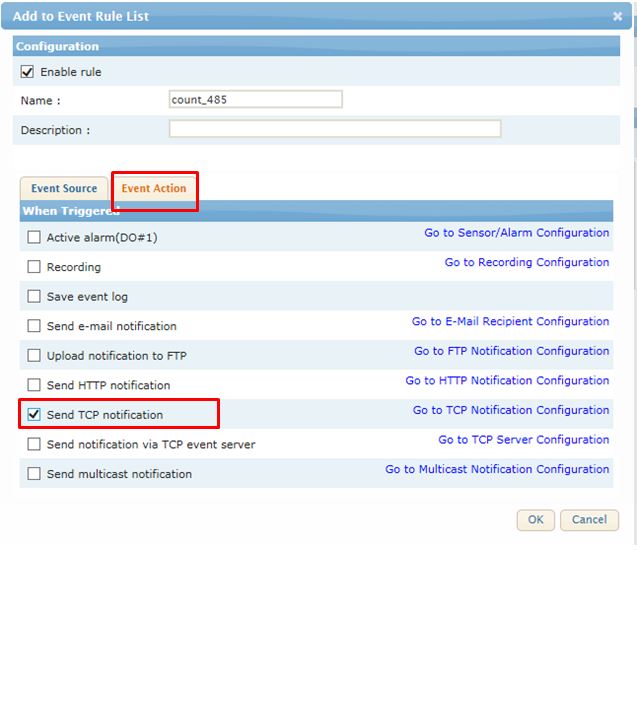 Add to Event Rule List
Configuration
Enable rule
Name : count_485
Description :
Event Source Event Action
When Triggered
Active alarm(DO#1) Go to Sensor/Alarm Configuration
Recording Go to Recording Configuration
Save event log
Send e-mail notification Go to E-Mail Recipient Configuration
Upload notification to FTP Go to FTP Notification Configuration
Send HTTP notification Go to HTTP Notification Configuration
Send TCP notification Go to TCP Notification Configuration
Send notification via TCP event server Go to TCP Server Configuration
Send multicast notification Go to Multicast Notification Configuration
OK Cancel